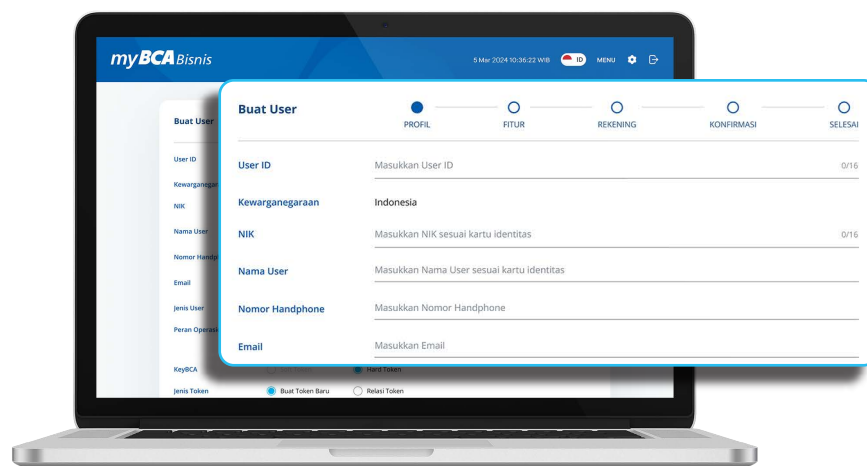 myBCA Bisnis
5 Mar 2024 10:36:22 WIB ID MENU
Buat User
PROFIL FITUR REKENING KONFIRMASI SELESAI
User ID Masukkan User ID 0/16
Kewarganegaraan Indonesia
NIK Masukkan NIK sesuai kartu identitas 0/16
Nama User Masukkan Nama User sesuai kartu identitas
Nomor Handphone Masukkan Nomor Handphone
Email Masukkan Email
Buat User
User ID
NIK
Nama User
Nomor
Email
Jenis User
Peran
KeyBCA Hard Token
Jenis Token Buat Token Baru Relasi Token